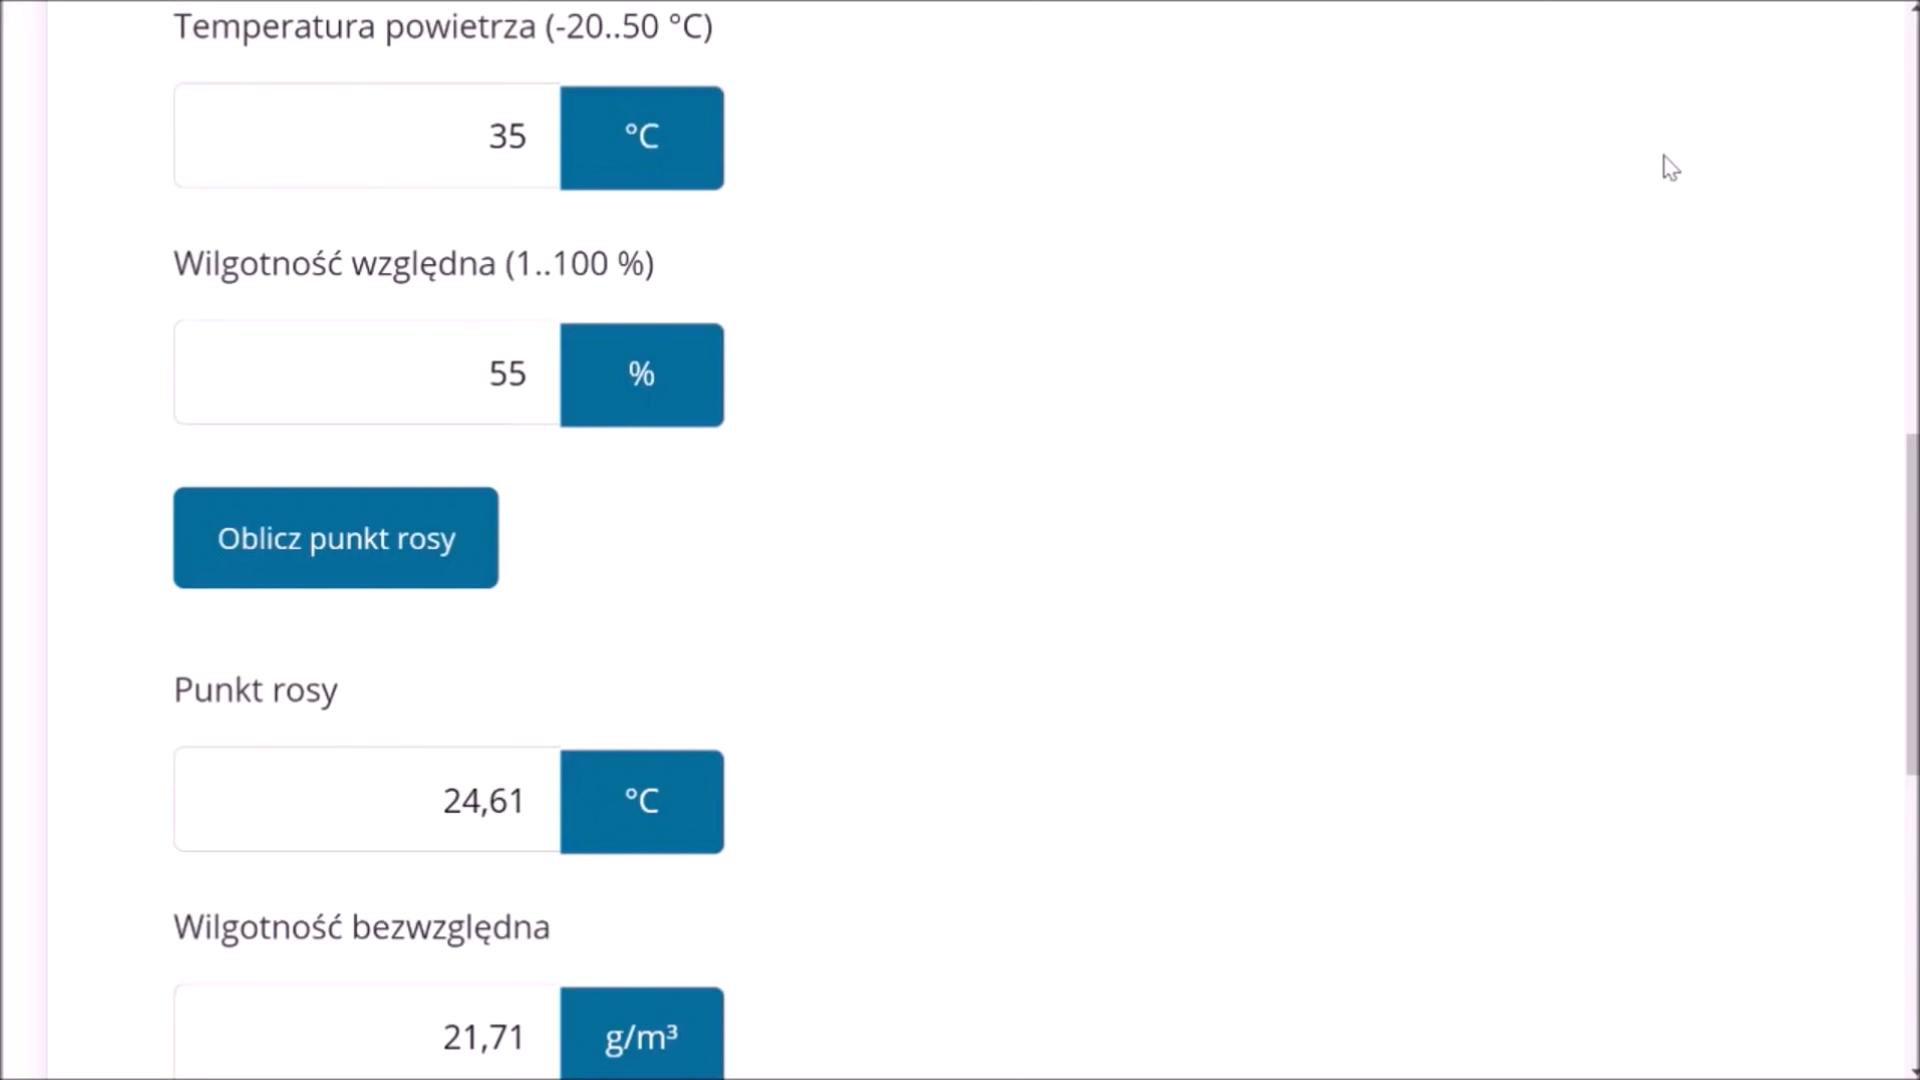 Temperatura powietrza (-20..50 °C)
35 °C
Wilgotność względna (1..100 %)
55 %
Oblicz punkt rosy
Punkt rosy
24,61 °C
Wilgotność bezwzględna
21,71 g/m³